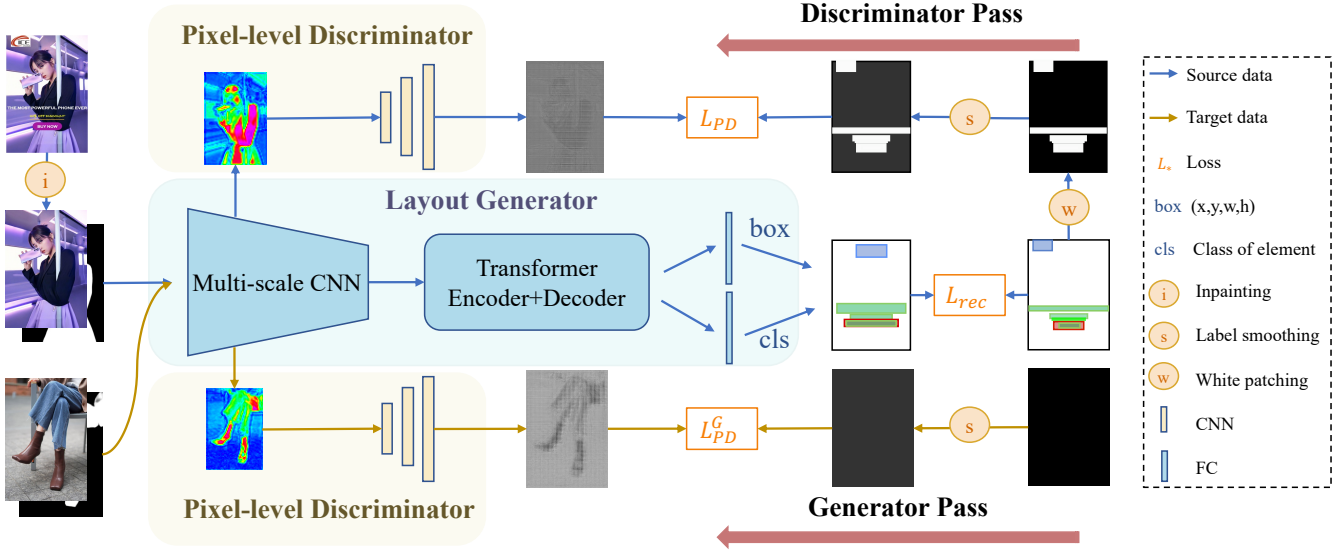 Pixel-level Discriminator
Discriminator Pass
THE MOST POWERFUL PHONE EVER
BUY NOW
i
L_PD
s
w
Layout Generator
Multi-scale CNN
Transformer
Encoder+Decoder
box
cls
L_rec
L_PD^G
s
Pixel-level Discriminator
Generator Pass
Source data
Target data
L_* Loss
box (x,y,w,h)
cls Class of element
i Inpainting
s Label smoothing
w White patching
CNN
FC